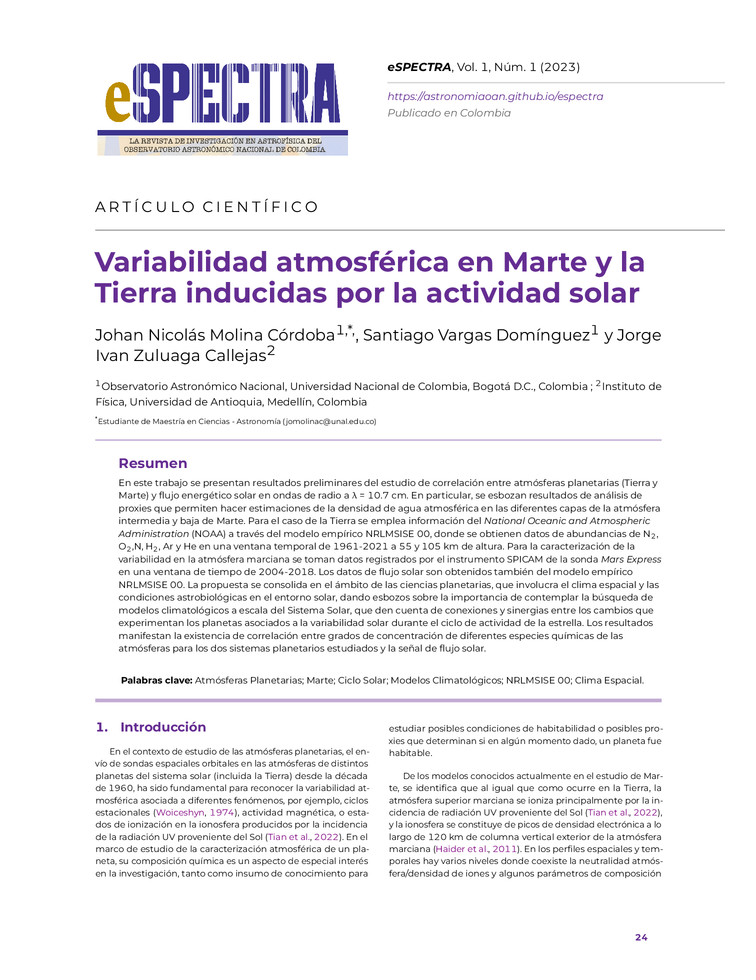 eSPECTRA
LA REVISTA DE INVESTIGACIÓN EN ASTROFÍSICA DEL
OBSERVATORIO ASTRONÓMICO NACIONAL DE COLOMBIA
eSPECTRA, Vol. 1, Núm. 1 (2023)
https://astronomiaoan.github.io/espectra
Publicado en Colombia
ARTÍCULO CIENTÍFICO
Variabilidad atmosférica en Marte y la
Tierra inducidas por la actividad solar
Johan Nicolás Molina Córdoba1,*, Santiago Vargas Domínguez1 y Jorge
Ivan Zuluaga Callejas2
1Observatorio Astronómico Nacional, Universidad Nacional de Colombia, Bogotá D.C., Colombia ; 2Instituto de
Física, Universidad de Antioquia, Medellín, Colombia
*Estudiante de Maestría en Ciencias - Astronomía (jomolinac@unal.edu.co)
Resumen
En este trabajo se presentan resultados preliminares del estudio de correlación entre atmósferas planetarias (Tierra y
Marte) y flujo energético solar en ondas de radio a λ = 10.7 cm. En particular, se esbozan resultados de análisis de
proxies que permiten hacer estimaciones de la densidad de agua atmosférica en las diferentes capas de la atmósfera
intermedia y baja de Marte. Para el caso de la Tierra se emplea información del National Oceanic and Atmospheric
Administration (NOAA) a través del modelo empírico NRLMSISE 00, donde se obtienen datos de abundancias de N2,
O2,N, H2, Ar y He en una ventana temporal de 1961-2021 a 55 y 105 km de altura. Para la caracterización de la
variabilidad en la atmósfera marciana se toman datos registrados por el instrumento SPICAM de la sonda Mars Express
en una ventana de tiempo de 2004-2018. Los datos de flujo solar son obtenidos también del modelo empírico
NRLMSISE 00. La propuesta se consolida en el ámbito de las ciencias planetarias, que involucra el clima espacial y las
condiciones astrobiológicas en el entorno solar, dando esbozos sobre la importancia de contemplar la búsqueda de
modelos climatológicos a escala del Sistema Solar, que den cuenta de conexiones y sinergias entre los cambios que
experimentan los planetas asociados a la variabilidad solar durante el ciclo de actividad de la estrella. Los resultados
manifestan la existencia de correlación entre grados de concentración de diferentes especies químicas de las
atmósferas para los dos sistemas planetarios estudiados y la señal de flujo solar.
Palabras clave: Atmósferas Planetarias; Marte; Ciclo Solar; Modelos Climatológicos; NRLMSISE 00; Clima Espacial.
1. Introducción
En el contexto de estudio de las atmósferas planetarias, el en-
vío de sondas espaciales orbitales en las atmósferas de distintos
planetas del sistema solar (incluida la Tierra) desde la década
de 1960, ha sido fundamental para reconocer la variabilidad at-
mosférica asociada a diferentes fenómenos, por ejemplo, ciclos
estacionales (Woiceshyn, 1974), actividad magnética, o esta-
dos de ionización en la ionosfera producidos por la incidencia
de la radiación UV proveniente del Sol (Tian et al., 2022). En el
marco de estudio de la caracterización atmosférica de un pla-
neta, su composición química es un aspecto de especial interés
en la investigación, tanto como insumo de conocimiento para
estudiar posibles condiciones de habitabilidad o posibles pro-
xies que determinan si en algún momento dado, un planeta fue
habitable.
De los modelos conocidos actualmente en el estudio de Mar-
te, se identifica que al igual que como ocurre en la Tierra, la
atmósfera superior marciana se ioniza principalmente por la in-
cidencia de radiación UV proveniente del Sol (Tian et al., 2022),
y la ionosfera se constituye de picos de densidad electrónica a lo
largo de 120 km de columna vertical exterior de la atmósfera
marciana (Haider et al., 2011). En los perfiles espaciales y tem-
porales hay varios niveles donde coexiste la neutralidad atmós-
fera/densidad de iones y algunos parámetros de composición
24